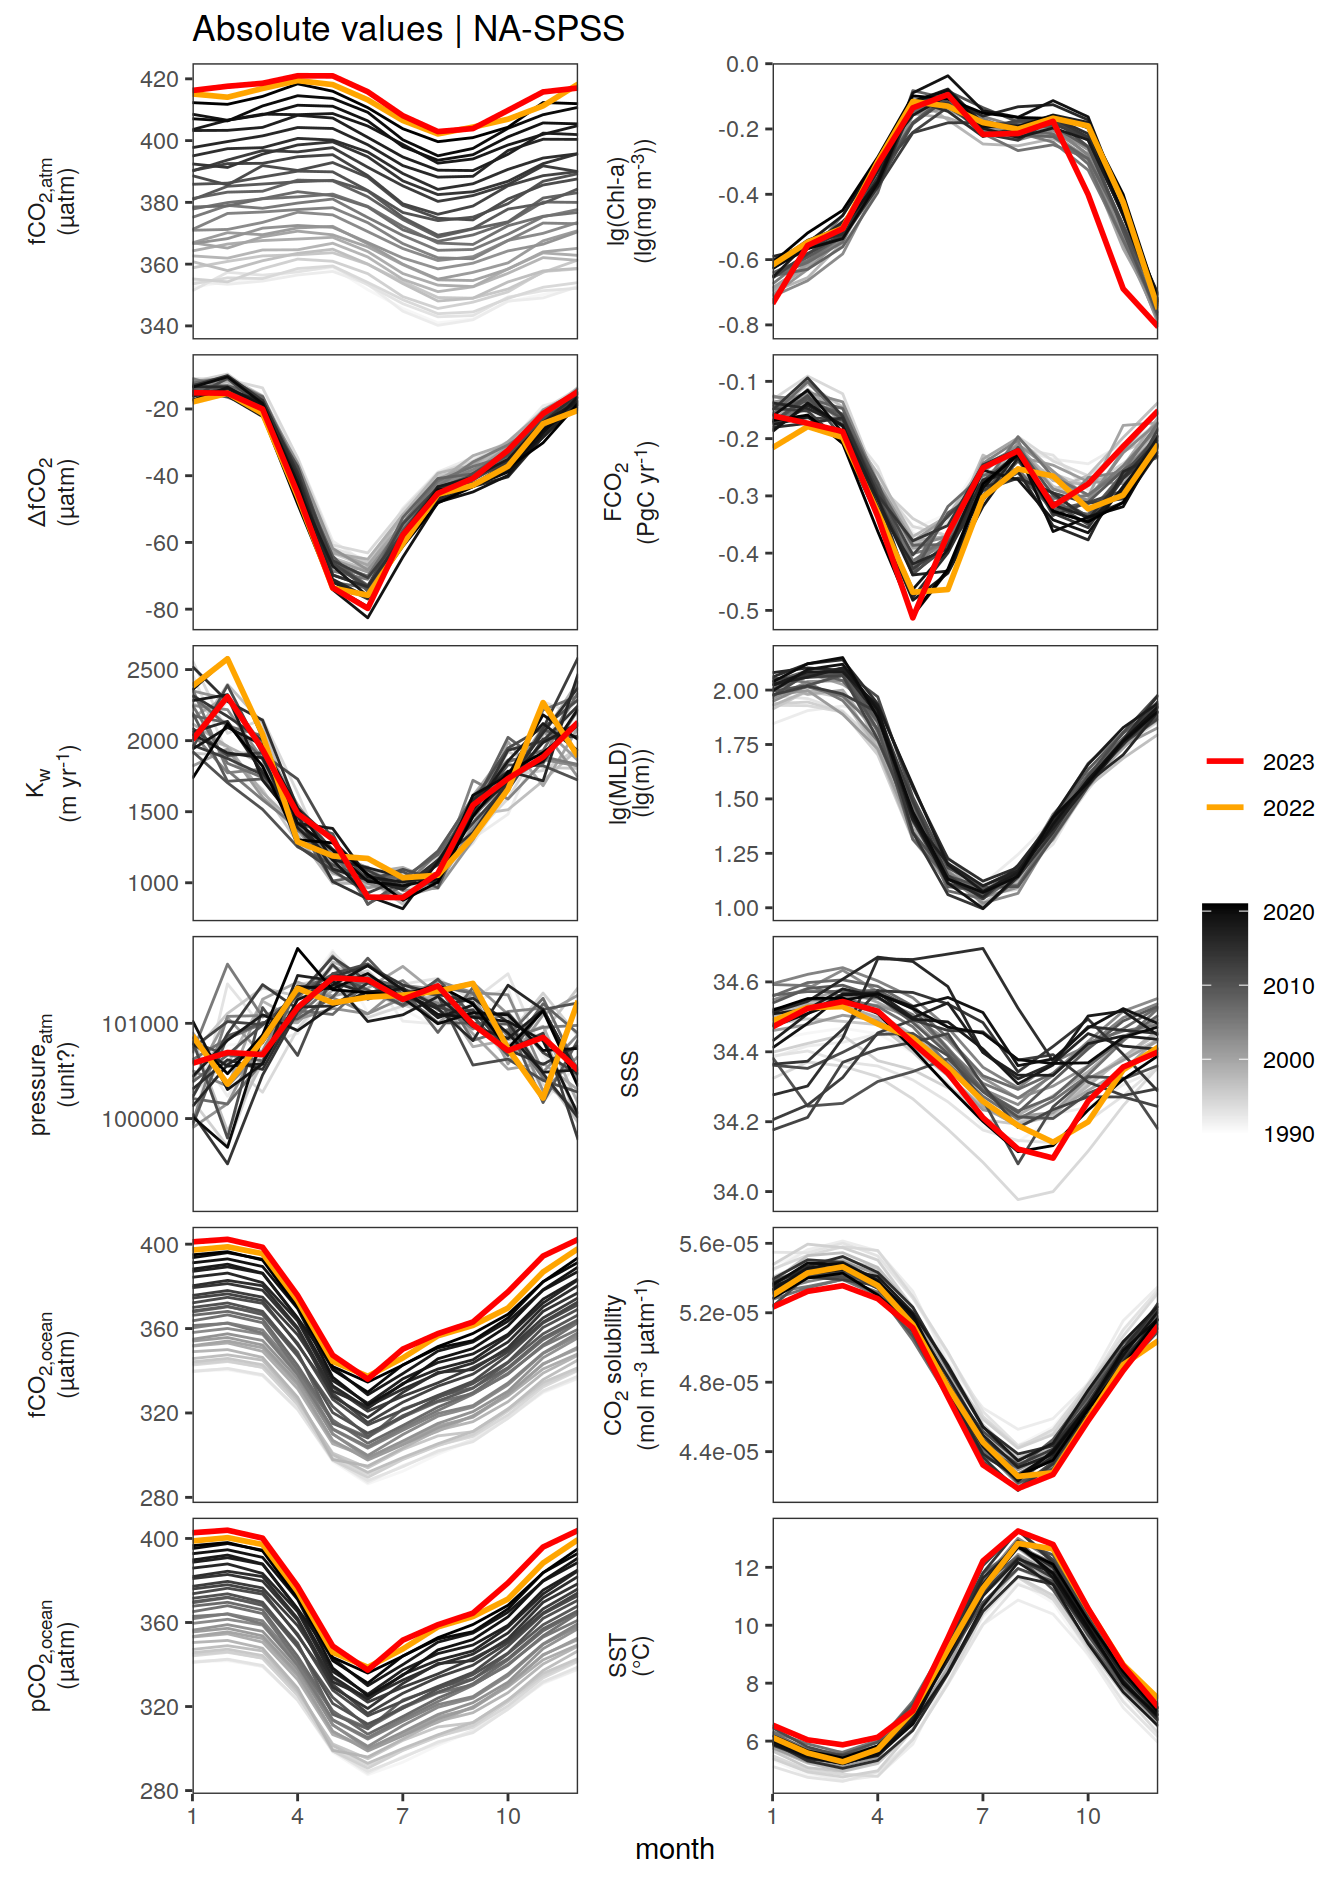 Absolute values | NA-SPSS
fCO2,atm
(µatm)
420
400
380
360
340
lg(Chl-a)
(lg(mg m-3))
0.0
-0.2
-0.4
-0.6
-0.8
ΔfCO2
(µatm)
-20
-40
-60
-80
FCO2
(PgC yr-1)
-0.1
-0.2
-0.3
-0.4
-0.5
Kw
(m yr-1)
2500
2000
1500
1000
lg(MLD)
(lg(m))
2.00
1.75
1.50
1.25
1.00
pressureatm
(unit?)
101000
100000
SSS
34.6
34.4
34.2
34.0
fCO2,ocean
(µatm)
400
360
320
280
CO2 solubility
(mol m-3 µatm-1)
5.6e-05
5.2e-05
4.8e-05
4.4e-05
pCO2,ocean
(µatm)
400
360
320
280
SST
(°C)
12
10
8
6
1 4 7 10
1 4 7 10
month
2023
2022
2020
2010
2000
1990